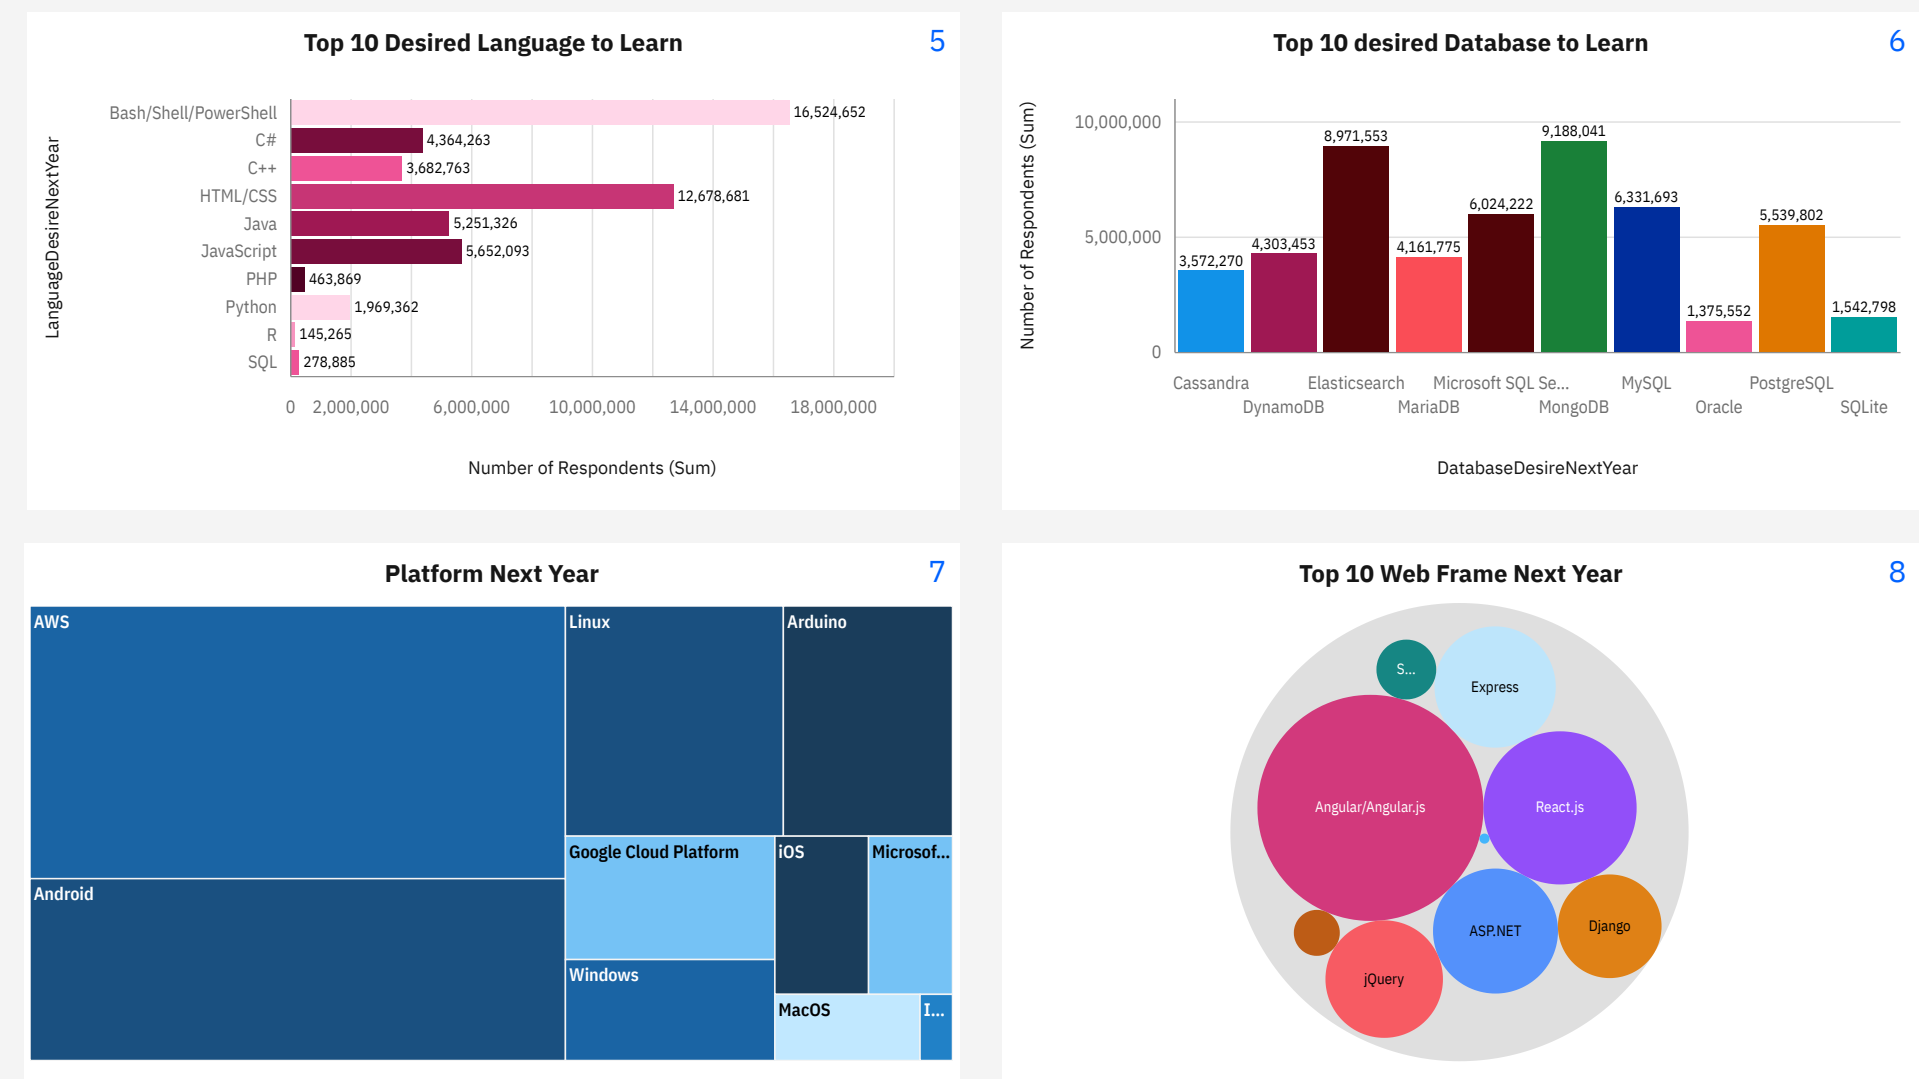 Top 10 Desired Language to Learn
5
LanguageDesireNextYear
Bash/Shell/PowerShell
16,524,652
C#
4,364,263
C++
3,682,763
HTML/CSS
12,678,681
Java
5,251,326
JavaScript
5,652,093
PHP
463,869
Python
1,969,362
R
145,265
SQL
278,885
0 2,000,000 6,000,000 10,000,000 14,000,000 18,000,000
Number of Respondents (Sum)
Top 10 desired Database to Learn
6
Number of Respondents (Sum)
10,000,000
5,000,000
0
3,572,270
4,303,453
8,971,553
4,161,775
6,024,222
9,188,041
6,331,693
1,375,552
5,539,802
1,542,798
Cassandra
DynamoDB
Elasticsearch
MariaDB
Microsoft SQL Se...
MongoDB
MySQL
Oracle
PostgreSQL
SQLite
DatabaseDesireNextYear
Platform Next Year
7
AWS
Android
Linux
Arduino
Google Cloud Platform
iOS
Microsof...
Windows
MacOS
I...
Top 10 Web Frame Next Year
8
S...
Express
Angular/Angular.js
React.js
ASP.NET
Django
jQuery